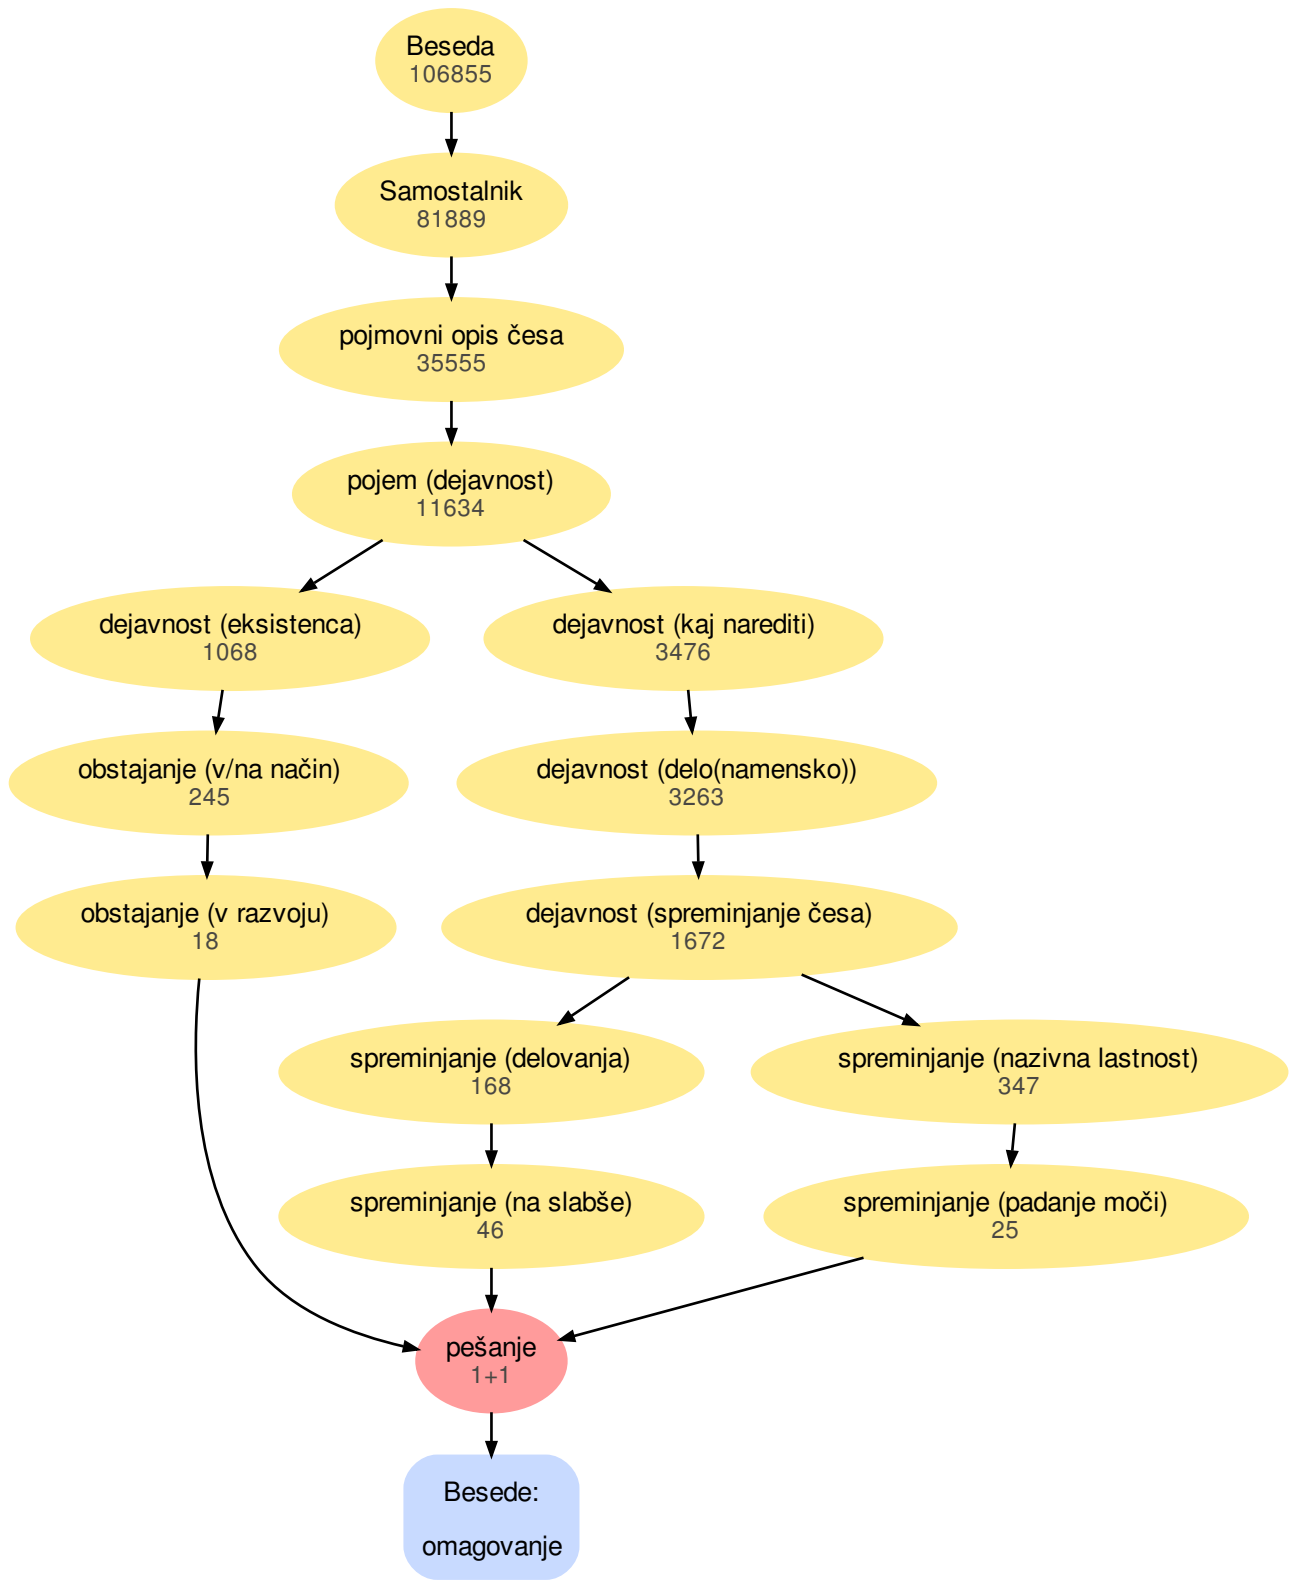 Beseda
106855
Samostalnik
81889
pojmovni opis česa
35555
pojem (dejavnost)
11634
dejavnost (eksistenca)
1068
dejavnost (kaj narediti)
3476
obstajanje (v/na način)
245
dejavnost (delo(namensko))
3263
obstajanje (v razvoju)
18
dejavnost (spreminjanje česa)
1672
spreminjanje (delovanja)
168
spreminjanje (nazivna lastnost)
347
spreminjanje (na slabše)
46
spreminjanje (padanje moči)
25
pešanje
1+1
Besede:
omagovanje